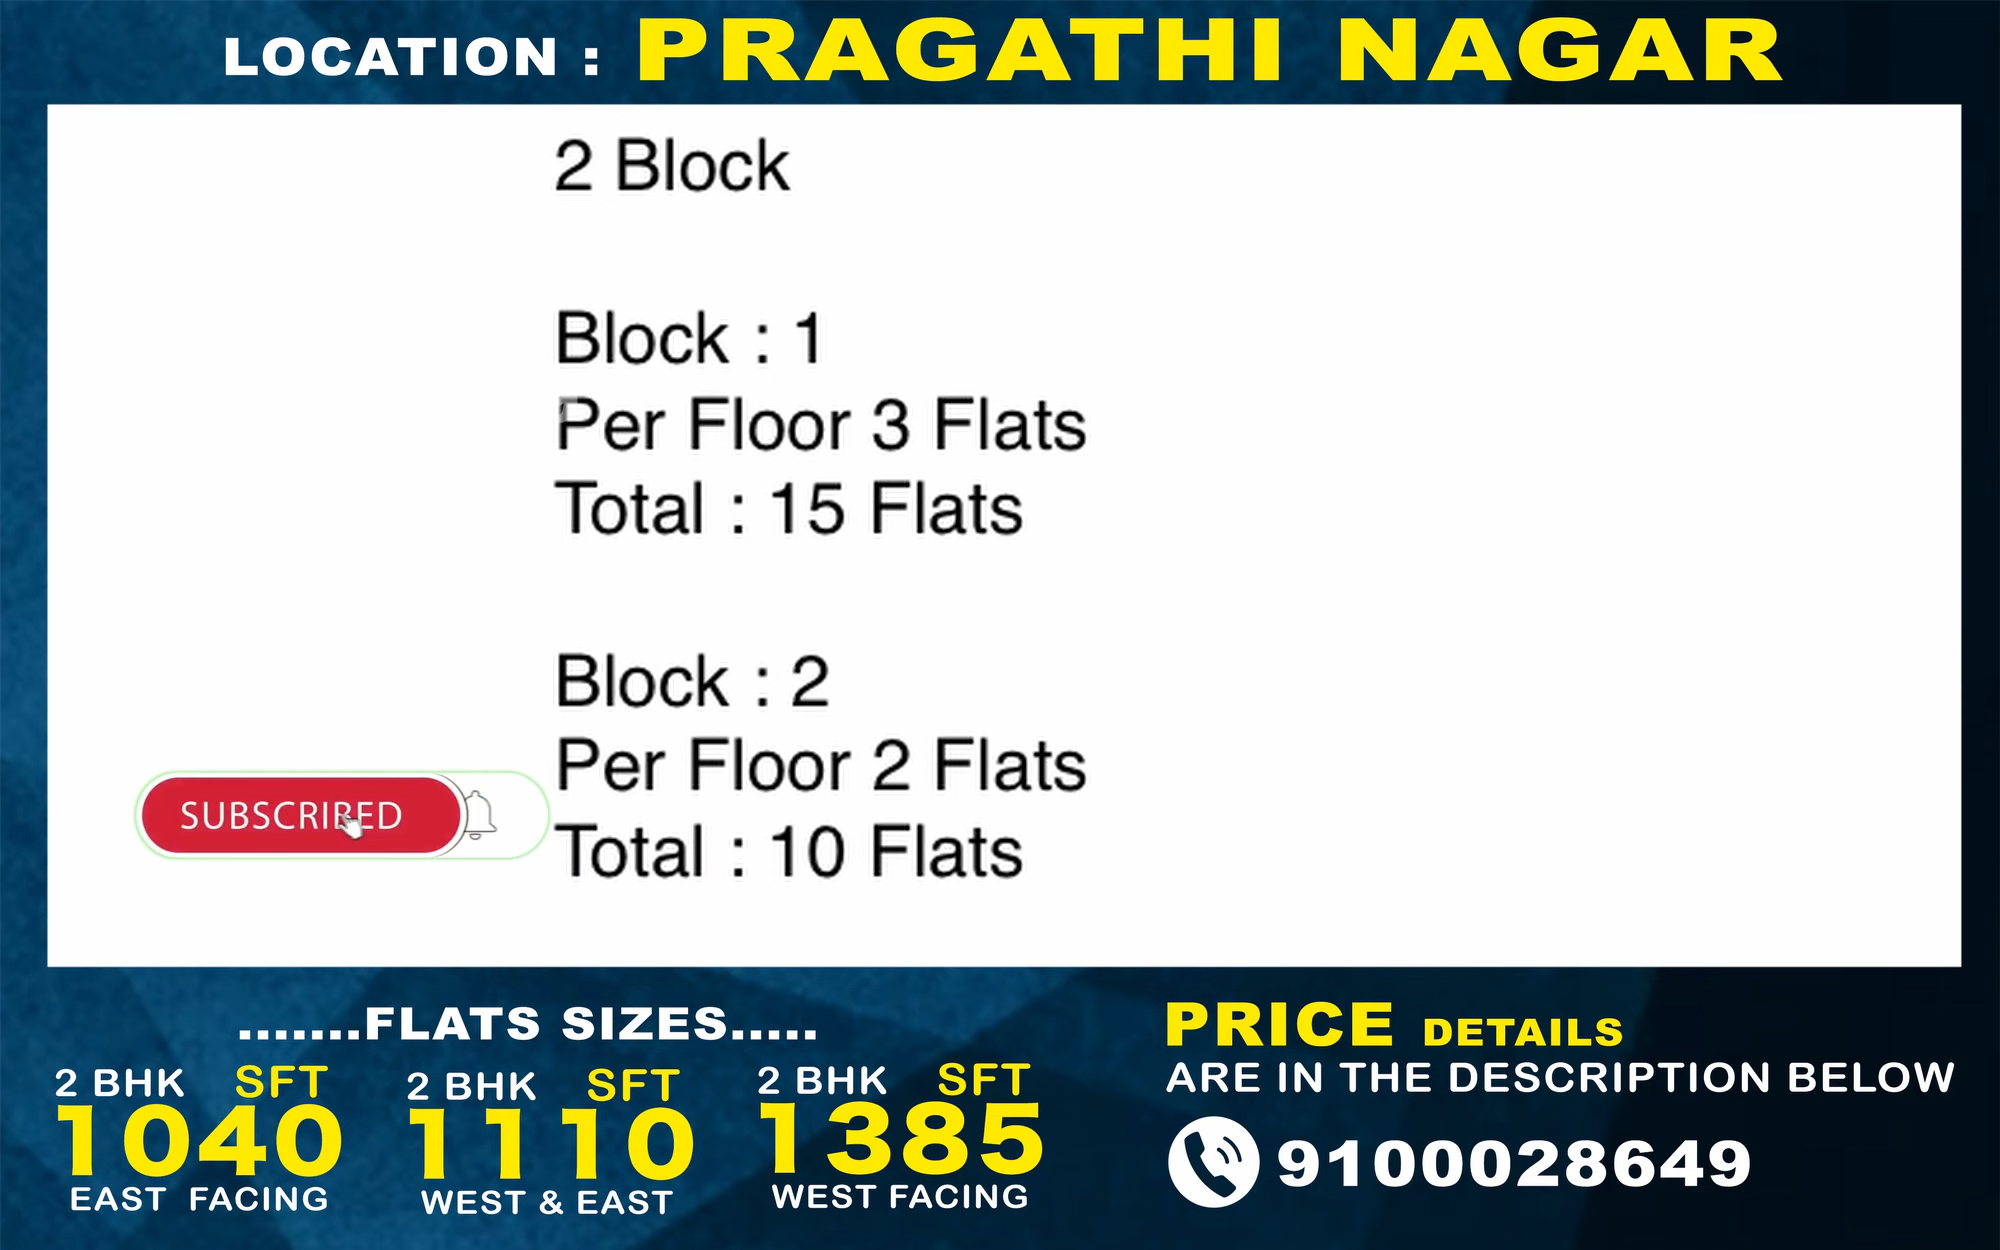 LOCATION : PRAGATHI NAGAR
2 Block
Block : 1
Per Floor 3 Flats
Total : 15 Flats
Block : 2
Per Floor 2 Flats
Total : 10 Flats
SUBSCRIBED
.......FLATS SIZES.....
2 BHK SFT
1040
EAST FACING
2 BHK SFT
1110
WEST & EAST
2 BHK SFT
1385
WEST FACING
PRICE DETAILS
ARE IN THE DESCRIPTION BELOW
9100028649